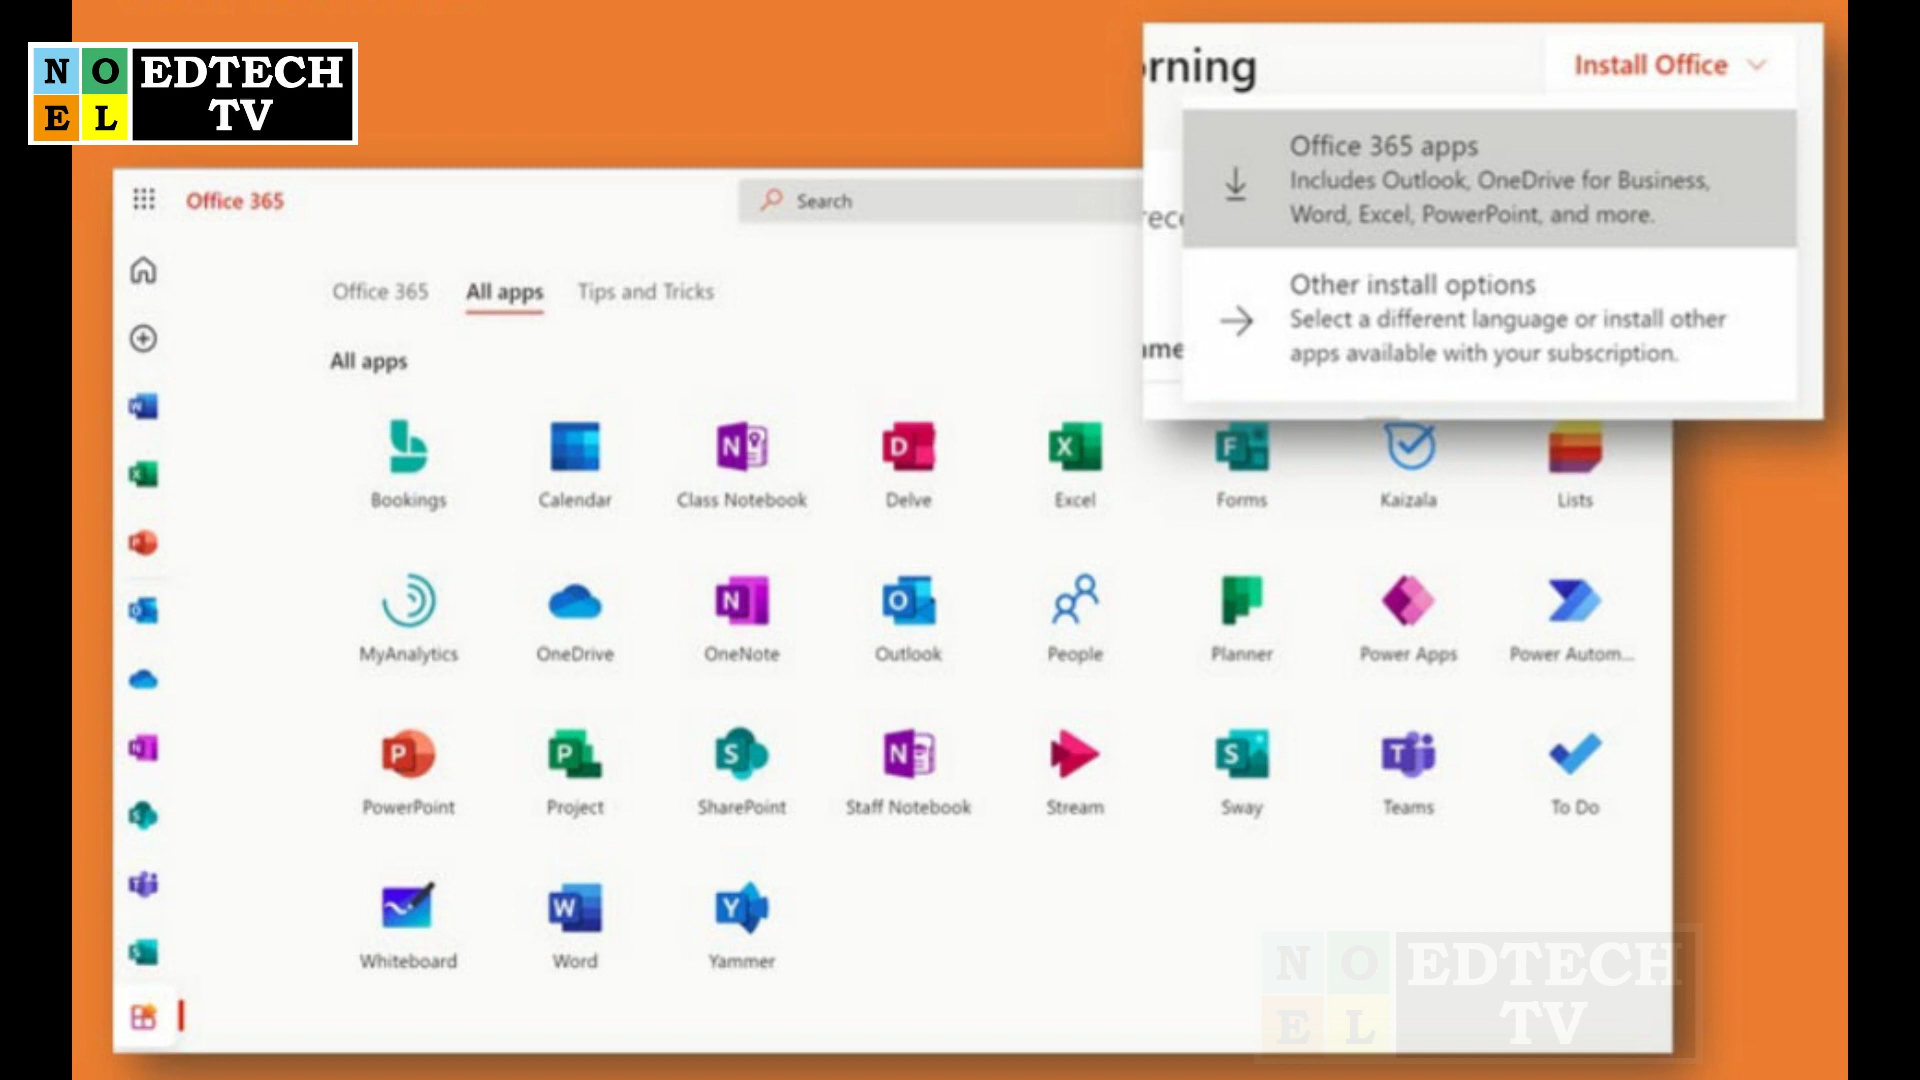 N O EDTECH
E L TV
rning
Install Office
Office 365 apps
Includes Outlook, OneDrive for Business,
Word, Excel, PowerPoint, and more.
Other install options
Select a different language or install other
apps available with your subscription.
Office 365
Search
Office 365 All apps Tips and Tricks
All apps
Bookings Calendar Class Notebook Delve Excel Forms Kaizala Lists
MyAnalytics OneDrive OneNote Outlook People Planner Power Apps Power Autom...
PowerPoint Project SharePoint Staff Notebook Stream Sway Teams To Do
Whiteboard Word Yammer
N O EDTECH
E L TV